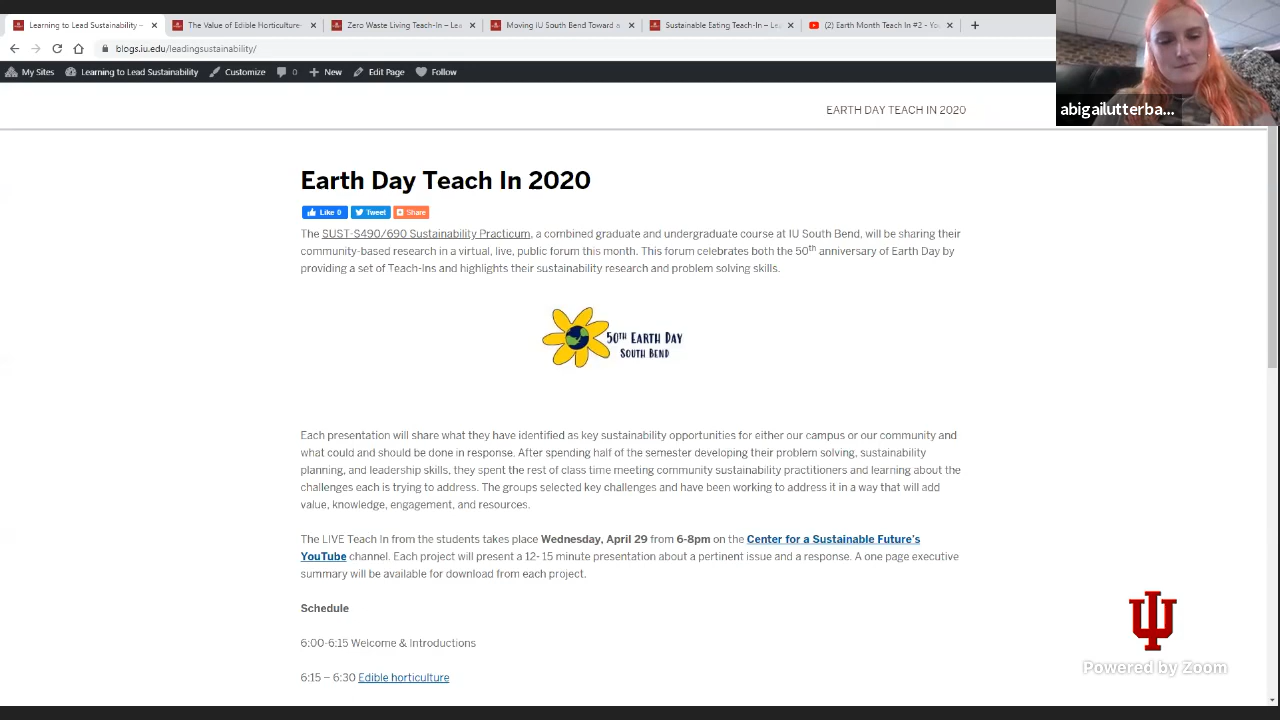 Learning to Lead Sustainability –
The Value of Edible Horticulture-
Zero Waste Living Teach-In – Lea
Moving IU South Bend Toward a
Sustainable Eating Teach-In – Lea
(2) Earth Month Teach In #2 - You
blogs.iu.edu/leadingsustainability/
My Sites Learning to Lead Sustainability Customize 0 New Edit Page Follow
abigailutterba...
EARTH DAY TEACH IN 2020
Earth Day Teach In 2020
Like 0 Tweet Share
The SUST-S490/690 Sustainability Practicum, a combined graduate and undergraduate course at IU South Bend, will be sharing their
community-based research in a virtual, live, public forum this month. This forum celebrates both the 50th anniversary of Earth Day by
providing a set of Teach-Ins and highlights their sustainability research and problem solving skills.
50TH EARTH DAY
SOUTH BEND
Each presentation will share what they have identified as key sustainability opportunities for either our campus or our community and
what could and should be done in response. After spending half of the semester developing their problem solving, sustainability
planning, and leadership skills, they spent the rest of class time meeting community sustainability practitioners and learning about the
challenges each is trying to address. The groups selected key challenges and have been working to address it in a way that will add
value, knowledge, engagement, and resources.
The LIVE Teach In from the students takes place Wednesday, April 29 from 6-8pm on the Center for a Sustainable Future's
YouTube channel. Each project will present a 12- 15 minute presentation about a pertinent issue and a response. A one page executive
summary will be available for download from each project.
Schedule
6:00-6:15 Welcome & Introductions
6:15 – 6:30 Edible horticulture
Powered by Zoom